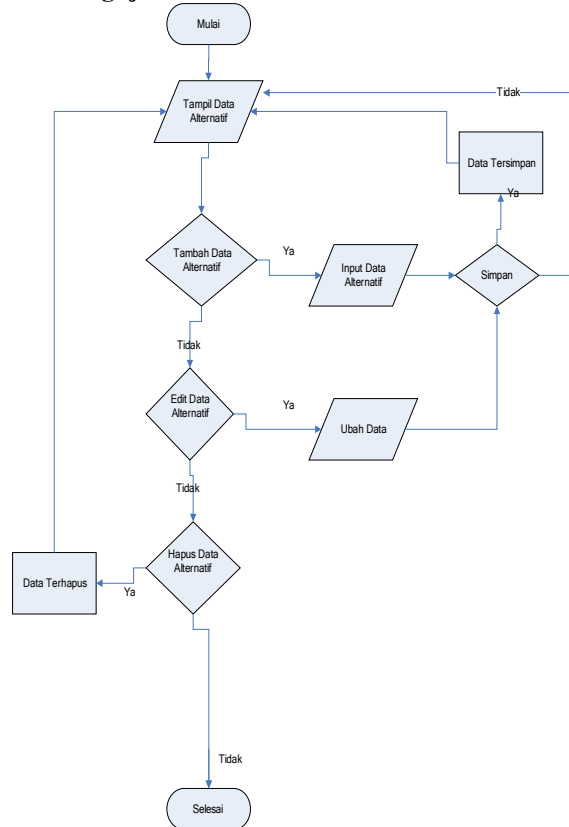 Mulai
Tampil Data
Alternatif
Tidak
Data Tersimpan
Ya
Tambah Data
Alternatif
Ya
Input Data
Alternatif
Simpan
Tidak
Edit Data
Alternatif
Ya
Ubah Data
Tidak
Hapus Data
Alternatif
Data Terhapus
Ya
Tidak
Selesai